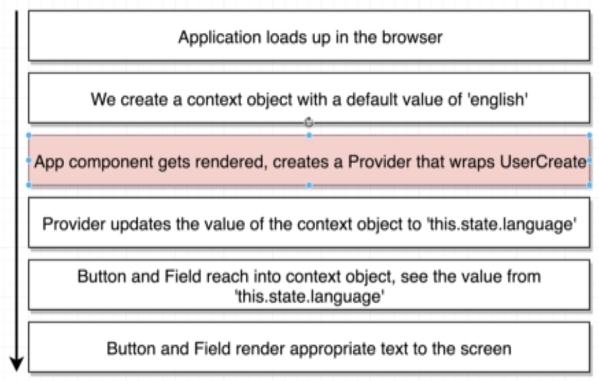 Application loads up in the browser
We create a context object with a default value of 'english'
App component gets rendered, creates a Provider that wraps UserCreate
Provider updates the value of the context object to 'this.state.language'
Button and Field reach into context object, see the value from
'this.state.language'
Button and Field render appropriate text to the screen